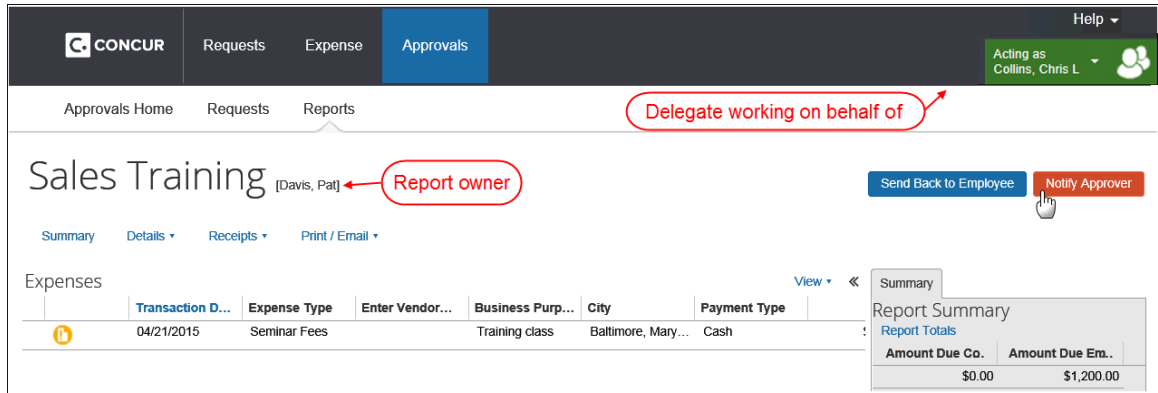 Help
C. CONCUR Requests Expense Approvals
Acting as
Collins, Chris L
Approvals Home Requests Reports
Delegate working on behalf of
Sales Training [Davis, Pat] Report owner
Send Back to Employee Notify Approver
Summary Details Receipts Print / Email
Expenses View «
Summary
Transaction D... Expense Type Enter Vendor... Business Purp... City Payment Type
Report Summary
04/21/2015 Seminar Fees Training class Baltimore, Mary... Cash
Report Totals
Amount Due Co. Amount Due Em..
$0.00 $1,200.00